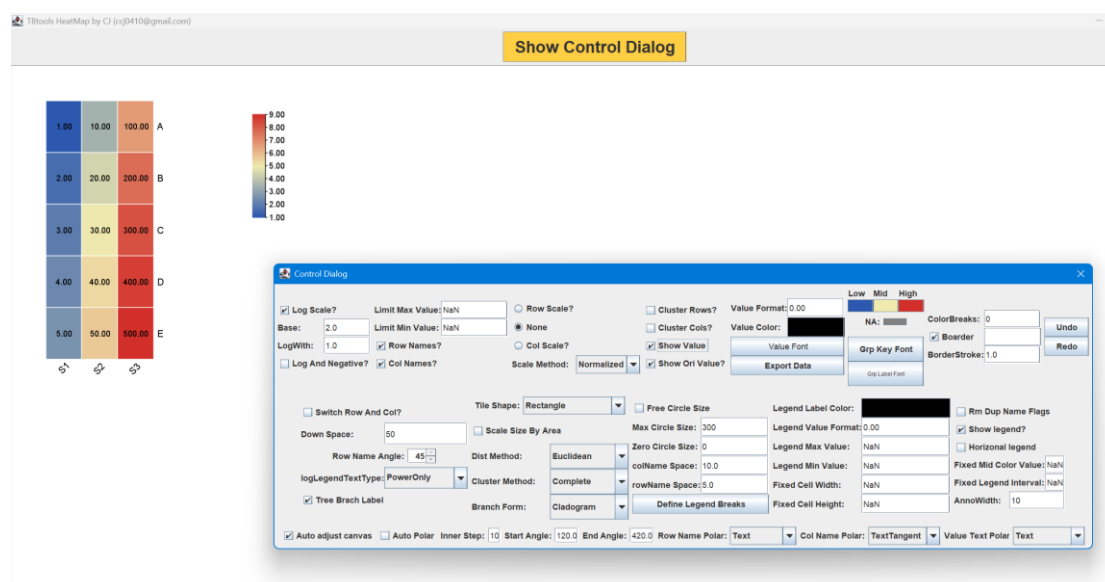 TBtools HeatMap by CJ (ccj0410@gmail.com)
Show Control Dialog
1.00 10.00 100.00 A
2.00 20.00 200.00 B
3.00 30.00 300.00 C
4.00 40.00 400.00 D
5.00 50.00 500.00 E
S1 S2 S3
9.00
8.00
7.00
6.00
5.00
4.00
3.00
2.00
1.00
Control Dialog
Low Mid High
Log Scale? Limit Max Value: NaN Row Scale? Cluster Rows? Value Format: 0.00
NA: ColorBreaks: 0
Base: 2.0 Limit Min Value: NaN None Cluster Cols? Value Color: Boarder Undo
LogWith: 1.0 Row Names? Col Scale? Show Value Value Font Grp Key Font BorderStroke: 1.0 Redo
Log And Negative? Col Names? Scale Method: Normalized Show Ori Value? Export Data Grp Label Font
Switch Row And Col? Tile Shape: Rectangle Free Circle Size Legend Label Color: Rm Dup Name Flags
Down Space: 50 Scale Size By Area Max Circle Size: 300 Legend Value Format: 0.00 Show legend?
Zero Circle Size: 0 Legend Max Value: NaN Horizonal legend
Row Name Angle: 45 Dist Method: Euclidean colName Space: 10.0 Legend Min Value: NaN Fixed Mid Color Value: NaN
logLegendTextType: PowerOnly Cluster Method: Complete rowName Space: 5.0 Fixed Cell Width: NaN Fixed Legend Interval: NaN
Tree Brach Label Branch Form: Cladogram Define Legend Breaks Fixed Cell Height: NaN AnnoWidth: 10
Auto adjust canvas Auto Polar Inner Step: 10 Start Angle: 120.0 End Angle: 420.0 Row Name Polar: Text Col Name Polar: TextTangent Value Text Polar Text